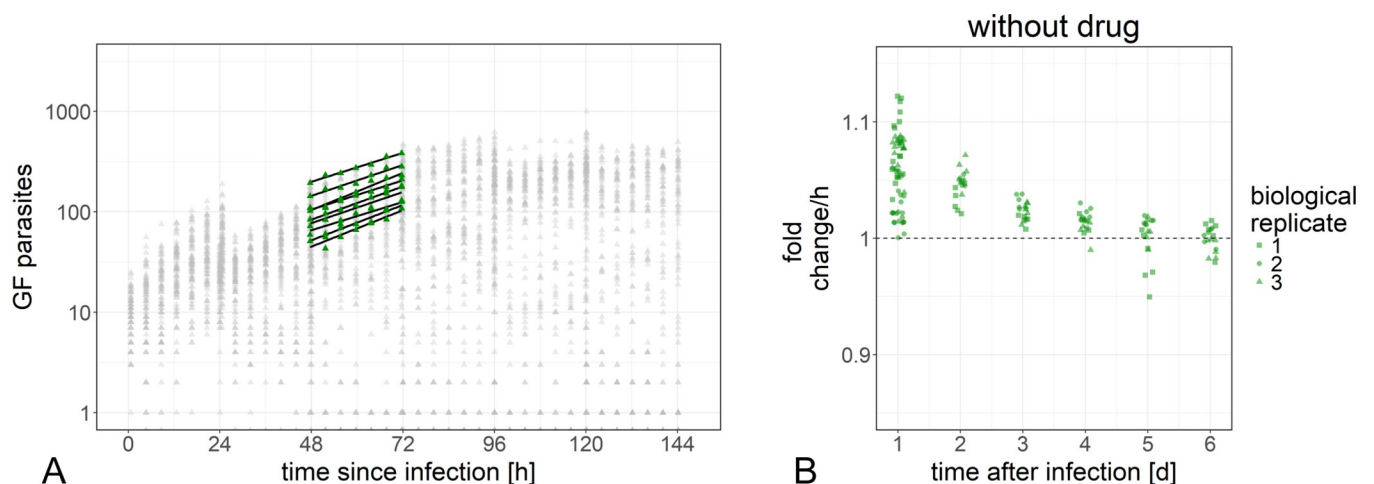 1000
100
10
1
GF parasites
0 24 48 72 96 120 144
time since infection [h]
A
without drug
1.1
1
0.9
fold
change/h
1 2 3 4 5 6
time after infection [d]
B
biological
replicate
1
2
3